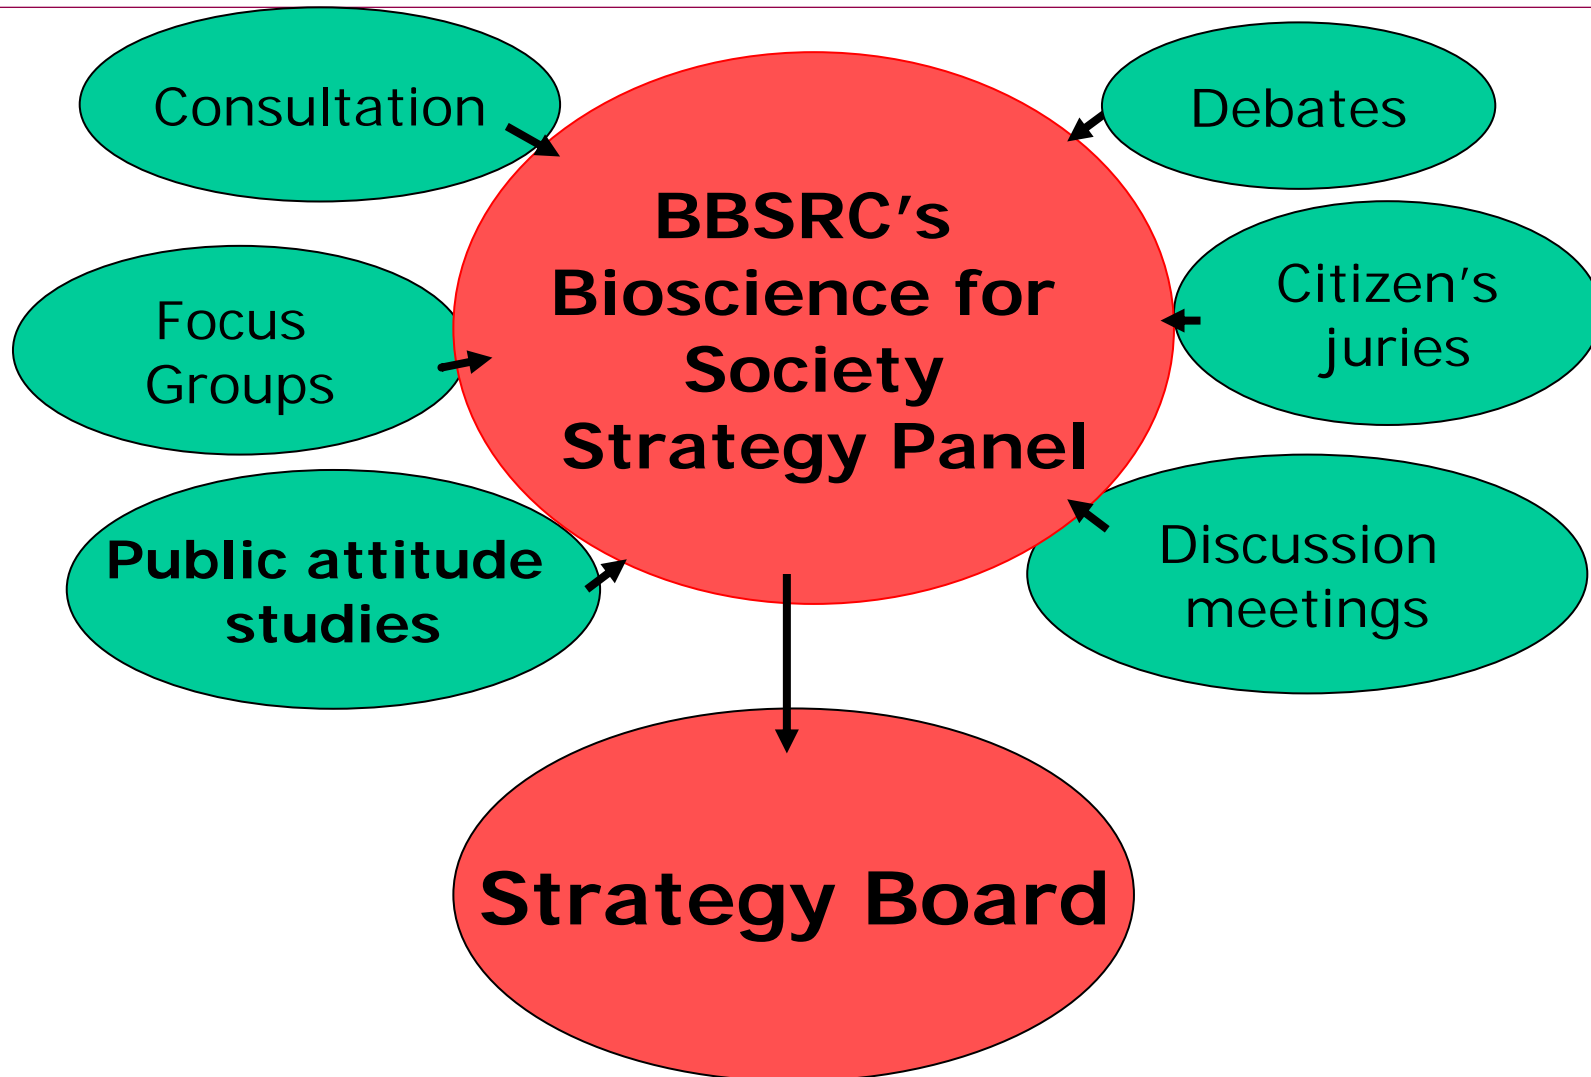 Consultation
Debates
BBSRC’s
Bioscience for
Society
Strategy Panel
Focus
Groups
Citizen’s
juries
Public attitude
studies
Discussion
meetings
Strategy Board